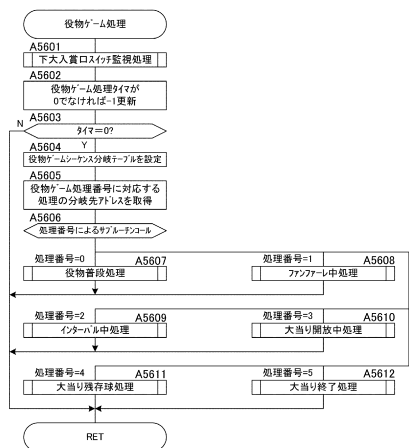 役物ゲーム処理
A5601
下大入賞口スイッチ監視処理
A5602
役物ゲーム処理タイマが
0でなければ-1更新
A5603
N
タイマ=0?
Y
A5604
役物ゲームシーケンス分岐テーブルを設定
A5605
役物ゲーム処理番号に対応する
処理の分岐先アドレスを取得
A5606
処理番号によるサブルーチンコール
処理番号=0 A5607
役物普段処理
処理番号=1 A5608
ファンファーレ中処理
処理番号=2 A5609
インターバル中処理
処理番号=3 A5610
大当り開放中処理
処理番号=4 A5611
大当り残存球処理
処理番号=5 A5612
大当り終了処理
RET